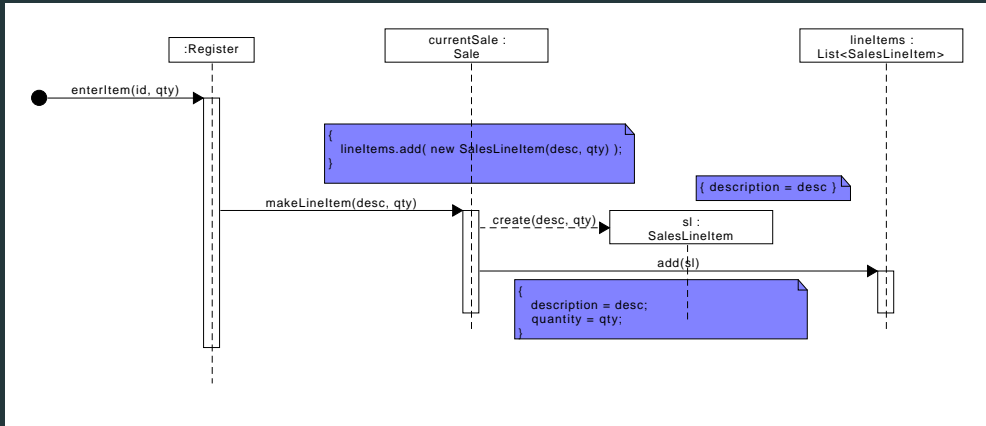 :Register
currentSale :
Sale
lineItems :
List<SalesLineItem>
enterItem(id, qty)
{
lineItems.add( new SalesLineItem(desc, qty) );
}
{ description = desc }
makeLineItem(desc, qty)
create(desc, qty)
sl :
SalesLineItem
add(sl)
{
description = desc;
quantity = qty;
}